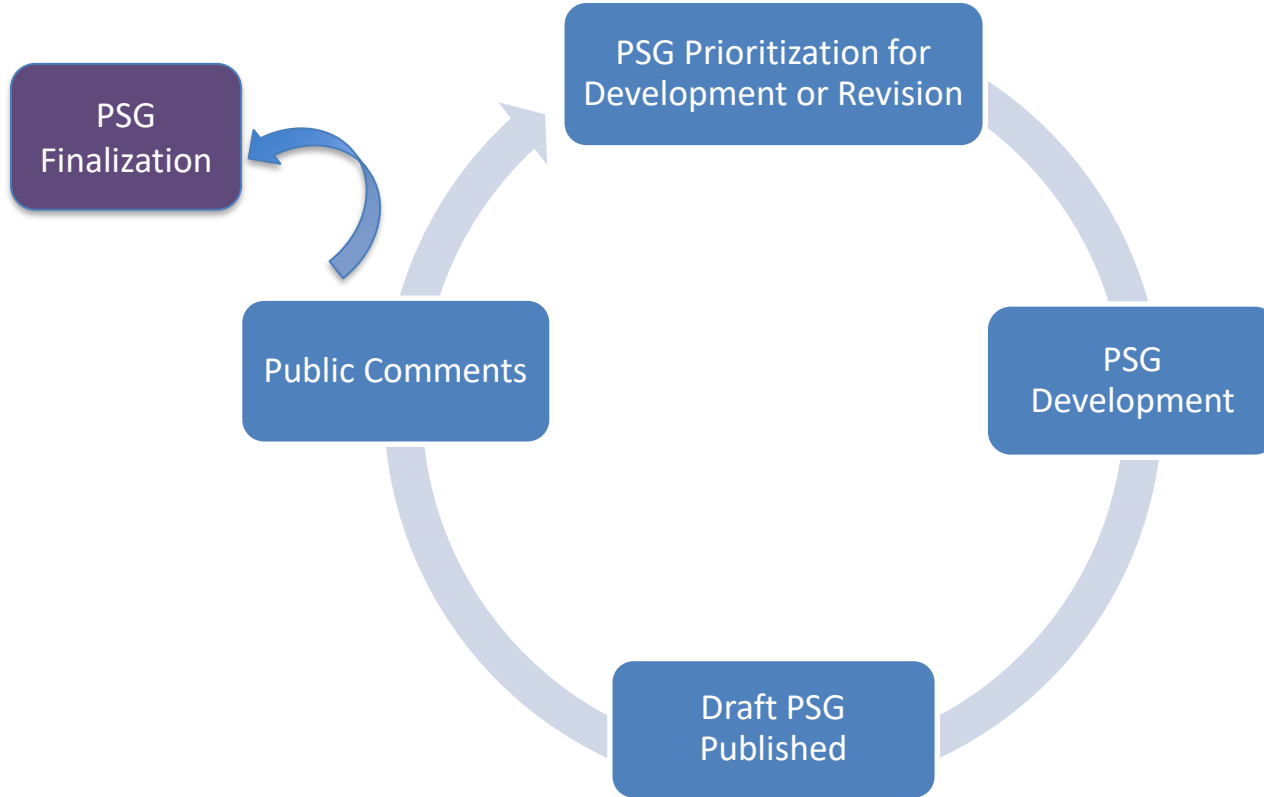 PSG Prioritization for
Development or Revision
PSG
Finalization
Public Comments
PSG
Development
Draft PSG
Published